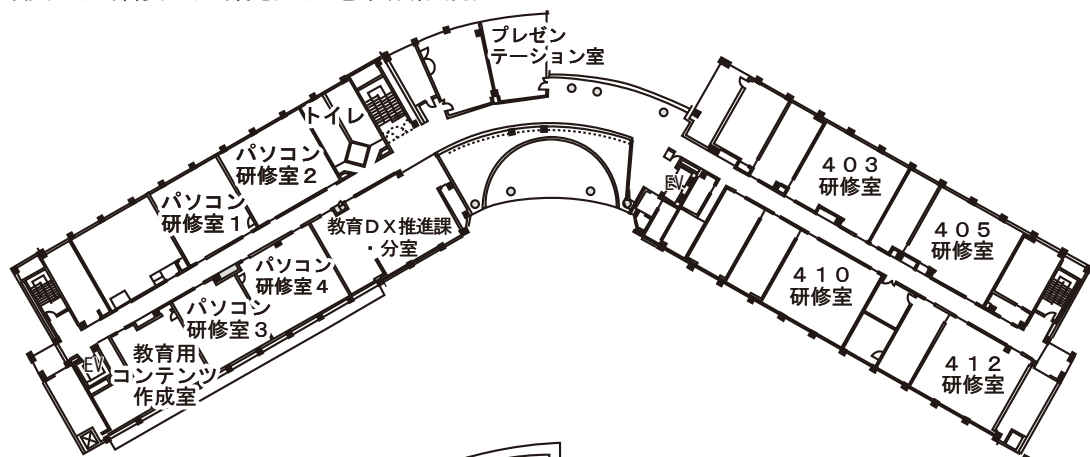 プレゼン
テーション室
トイレ
パソコン
研修室２
パソコン
研修室１
教育ＤＸ推進課
・分室
パソコン
研修室４
パソコン
研修室３
教育用
コンテンツ
作成室
EV
EV
４０３
研修室
４０５
研修室
４１０
研修室
４１２
研修室